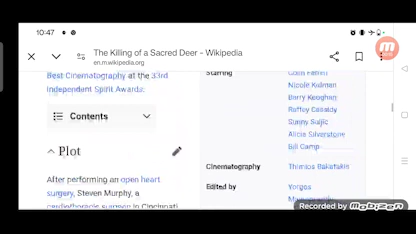 10:47
The Killing of a Sacred Deer - Wikipedia
en.m.wikipedia.org
Best Cinematography at the 33rd
Independent Spirit Awards.
Contents
Plot
After performing an open heart
surgery, Steven Murphy, a
cardiothoracic surgeon in Cincinnati
Starring
Colin Farrell
Nicole Kidman
Barry Keoghan
Raffey Cassidy
Sunny Suljic
Alicia Silverstone
Bill Camp
Cinematography
Thimios Bakatakis
Edited by
Yorgos
Recorded by Mobizen